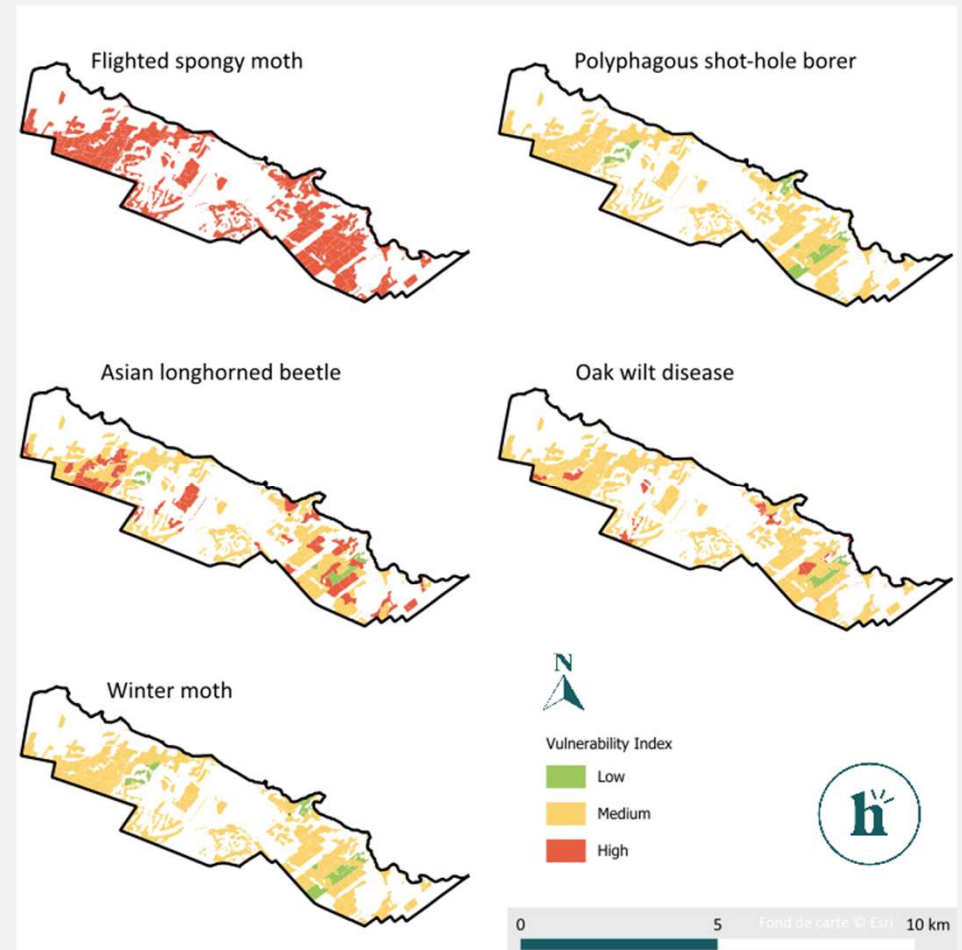 Flighted spongy moth
Polyphagous shot-hole borer
Asian longhorned beetle
Oak wilt disease
Winter moth
N
Vulnerability Index
Low
Medium
High
h
0 5 10 km
Fond de carte © Esri